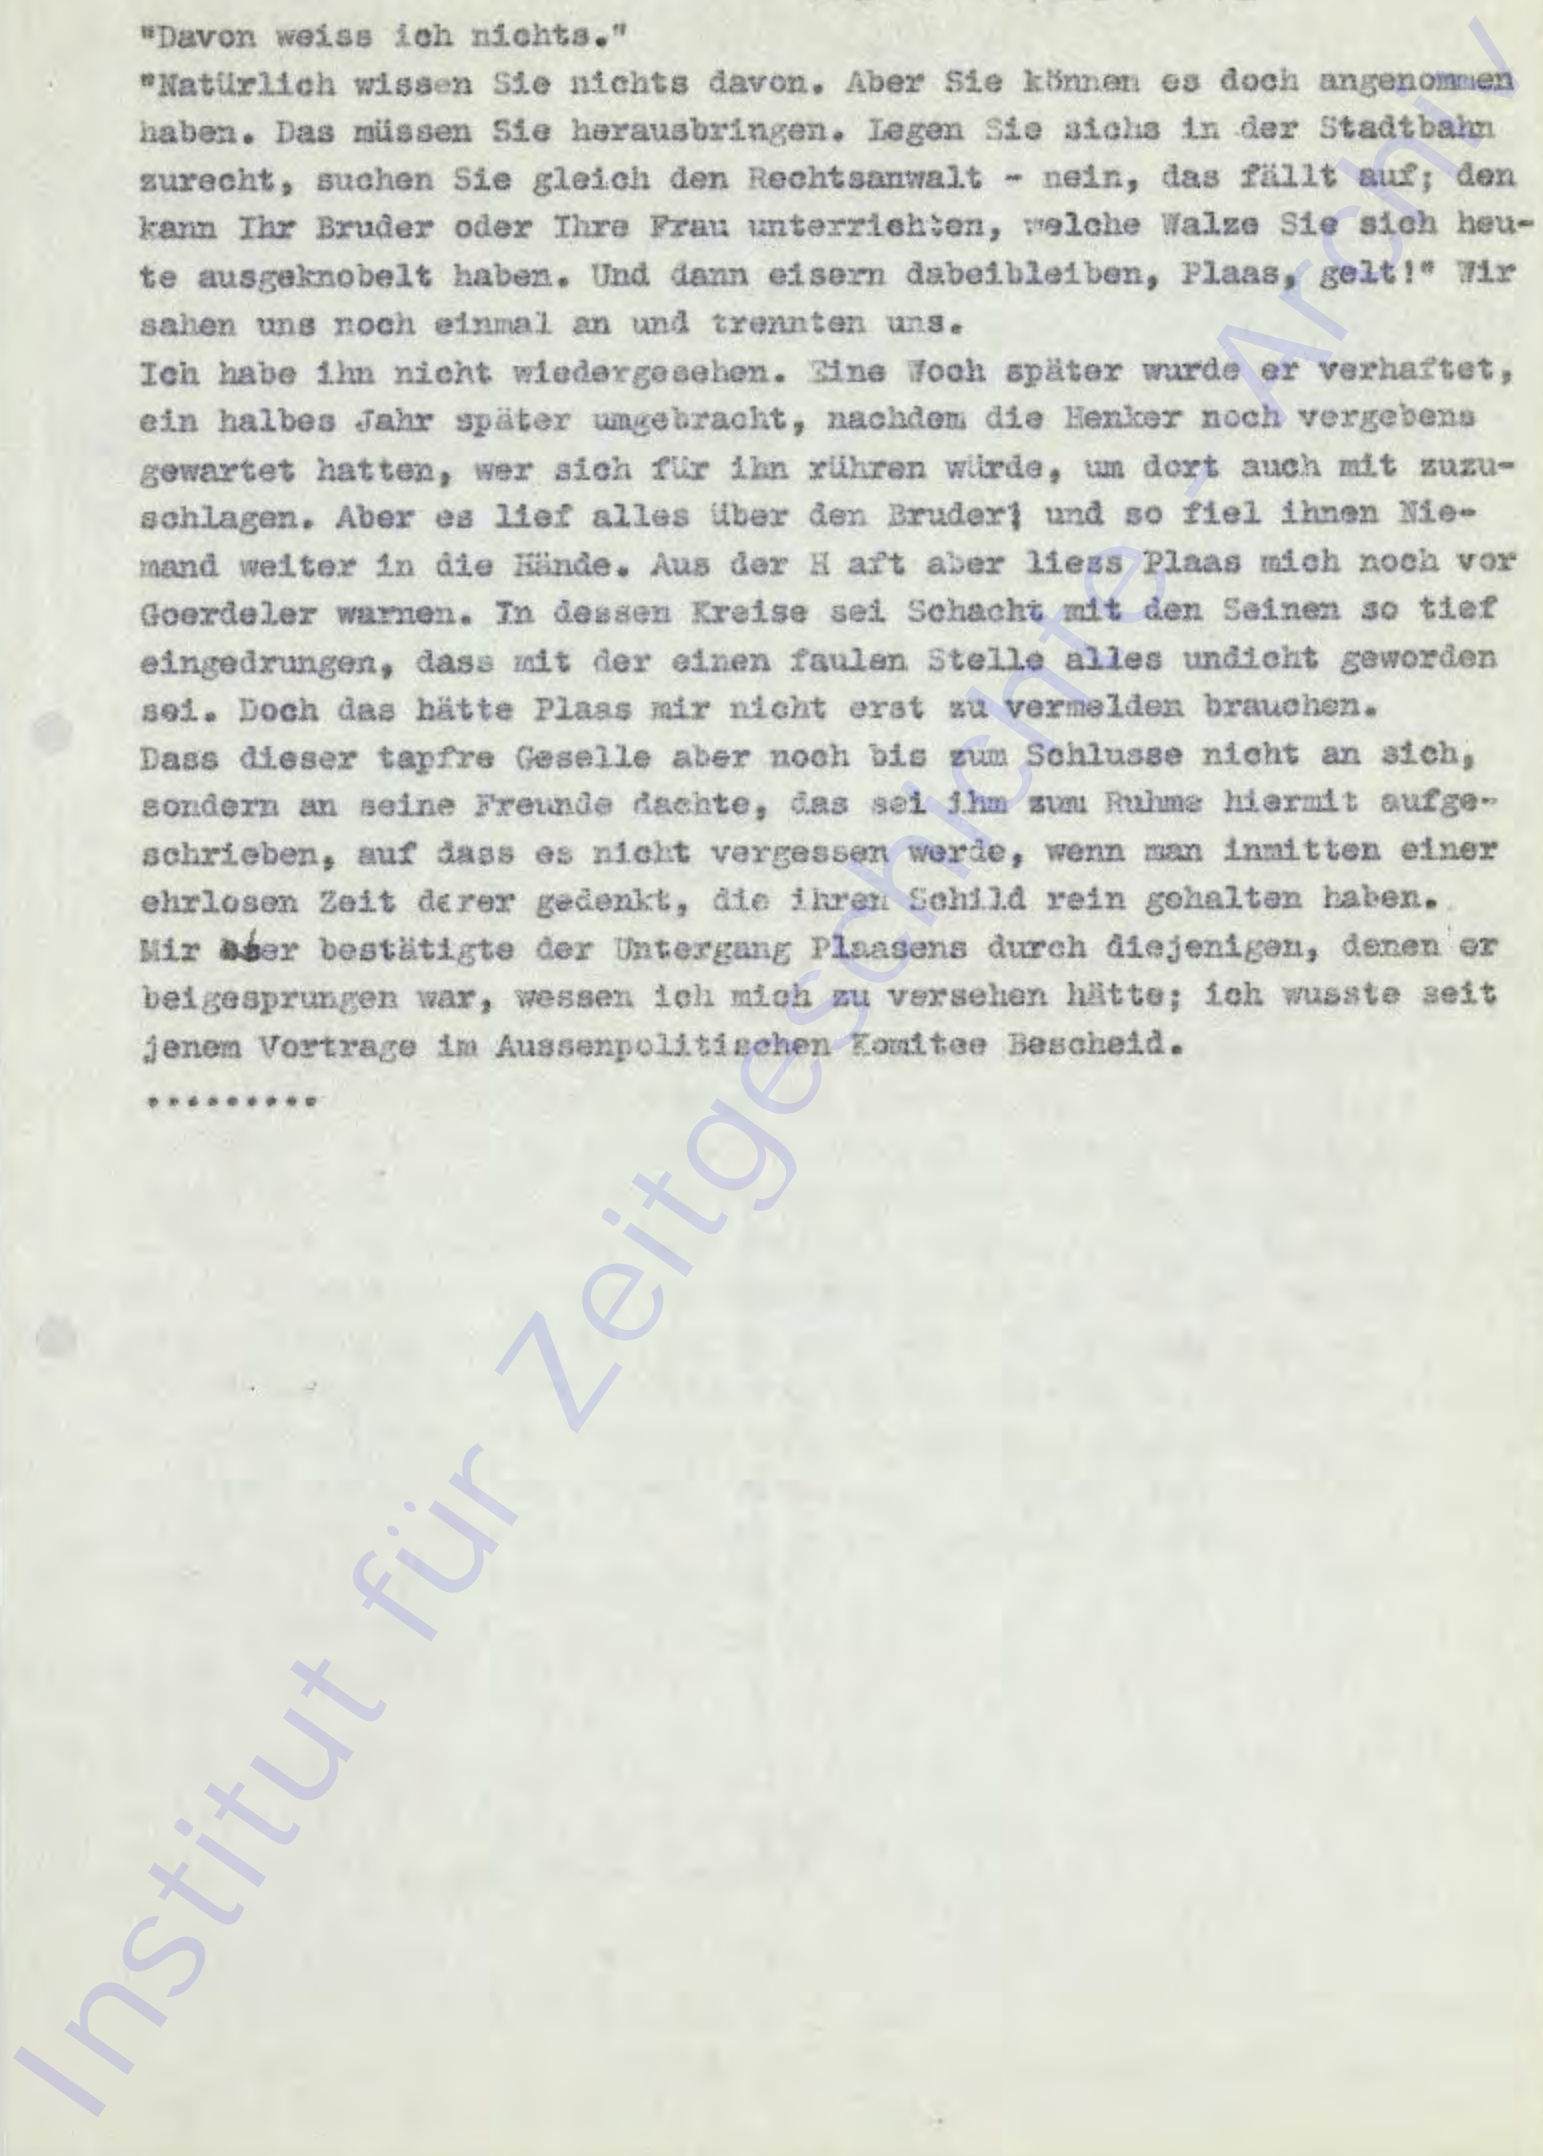 "Davon weiss ich nichts."
"Natürlich wissen Sie nichts davon. Aber Sie können es doch angenommen
haben. Das müssen Sie herausbringen. Legen Sie sichs in der Stadtbahn
zurecht, suchen Sie gleich den Rechtsanwalt - nein, das fällt auf; den
kann Ihr Bruder oder Ihre Frau unterrichten, welche Walze Sie sich heu-
te ausgeknobelt haben. Und dann eisern dabeibleiben, Plaas, gelt!" Wir
sahen uns noch einmal an und trennten uns.
Ich habe ihn nicht wiedergesehen. Eine Woch später wurde er verhaftet,
ein halbes Jahr später umgebracht, nachdem die Henker noch vergebens
gewartet hatten, wer sich für ihn rühren würde, um dort auch mit zuzu-
schlagen. Aber es lief alles über den Bruder; und so fiel ihnen Nie-
mand weiter in die Hände. Aus der H aft aber liess Plaas mich noch vor
Goerdeler warnen. In dessen Kreise sei Schacht mit den Seinen so tief
eingedrungen, dass mit der einen faulen Stelle alles undicht geworden
sei. Doch das hätte Plaas mir nicht erst zu vermelden brauchen.
Dass dieser tapfre Geselle aber noch bis zum Schlusse nicht an sich,
sondern an seine Freunde dachte, das sei ihm zum Ruhme hiermit aufge-
schrieben, auf dass es nicht vergessen werde, wenn man inmitten einer
ehrlosen Zeit derer gedenkt, die ihren Schild rein gehalten haben.
Mir aber bestätigte der Untergang Plaasens durch diejenigen, denen er
beigesprungen war, wessen ich mich zu versehen hätte; ich wusste seit
jenem Vortrage im Aussenpolitischen Komitee Bescheid.
.........
Institut für Zeitgeschichte - Archiv